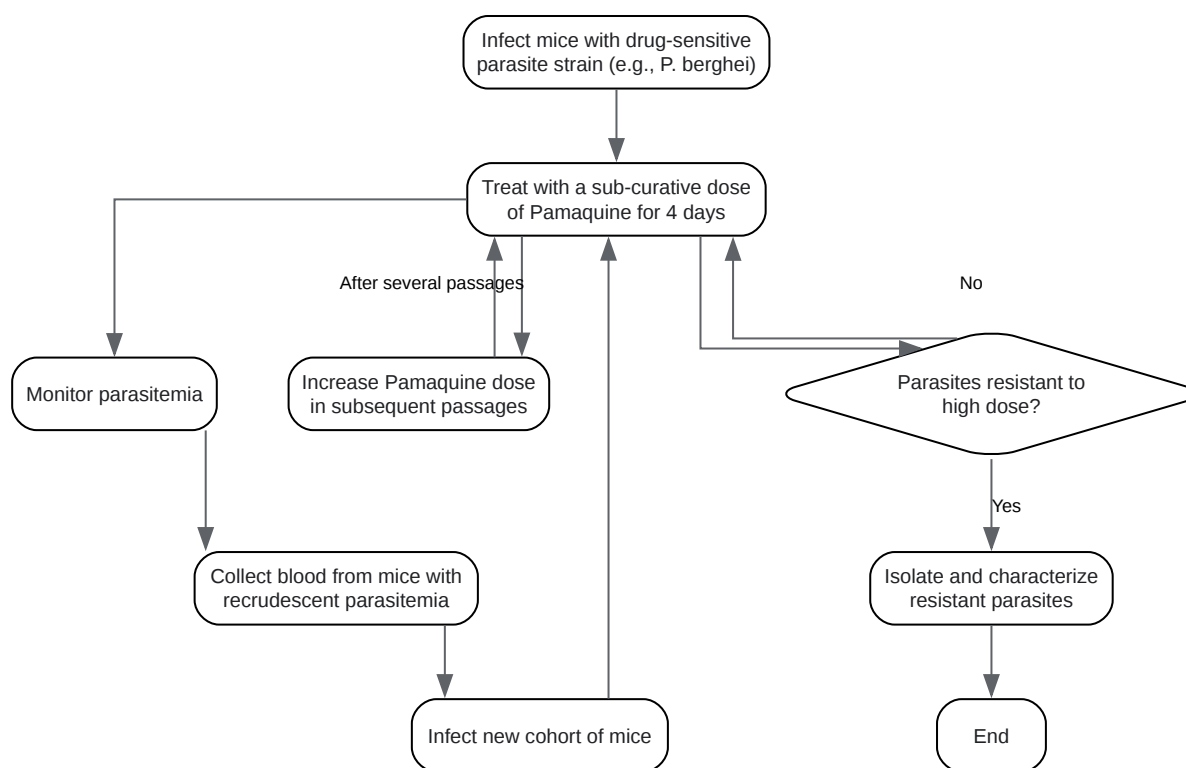 Infect mice with drug-sensitive
parasite strain (e.g., P. berghei)
Treat with a sub-curative dose
of Pamaquine for 4 days
After several passages
No
Monitor parasitemia
Increase Pamaquine dose
in subsequent passages
Parasites resistant to
high dose?
Yes
Collect blood from mice with
recrudescent parasitemia
Isolate and characterize
resistant parasites
Infect new cohort of mice
End